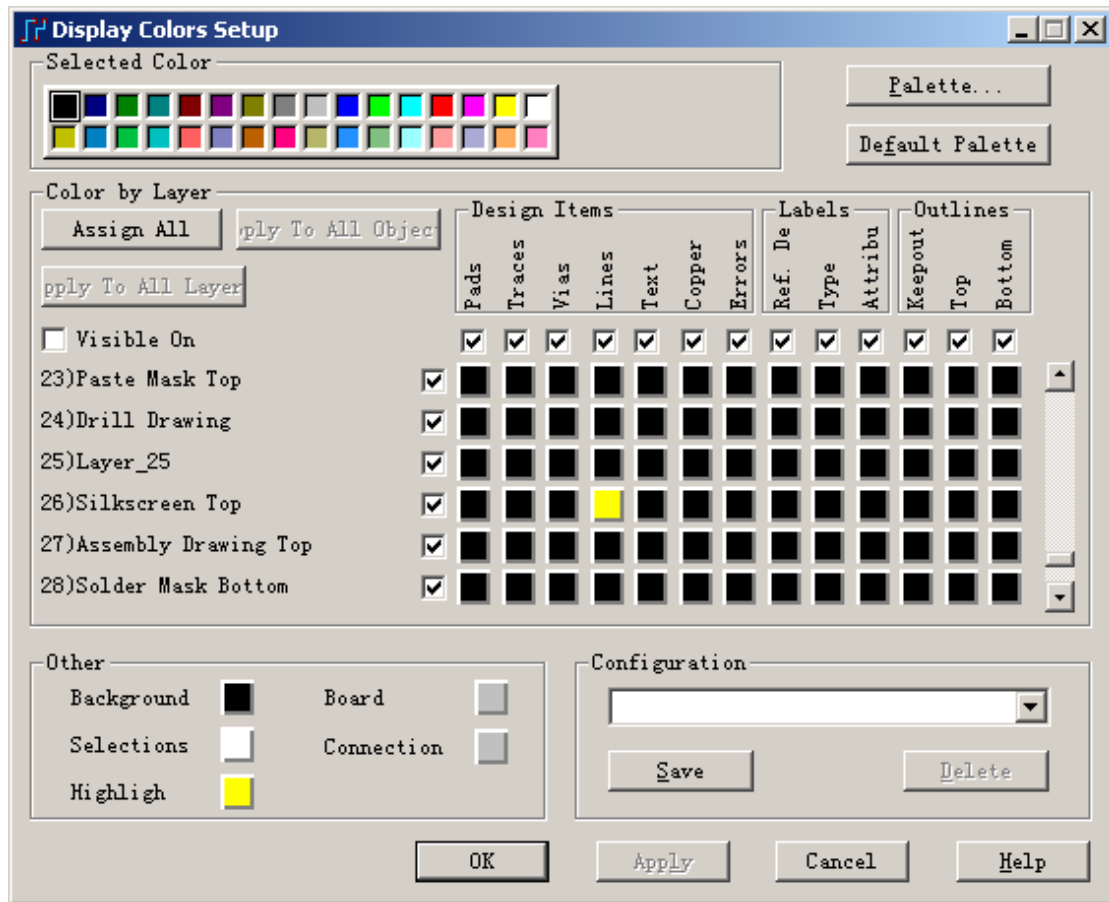 Display Colors Setup
Selected Color
Palette...
Default Palette
Color by Layer
Assign All
pply To All Objec
pply To All Layer
Design Items
Labels
Outlines
Pads
Traces
Vias
Lines
Text
Copper
Errors
Ref. De
Type
Attribu
Keepout
Top
Bottom
Visible On
23)Paste Mask Top
24)Drill Drawing
25)Layer_25
26)Silkscreen Top
27)Assembly Drawing Top
28)Solder Mask Bottom
Other
Background
Board
Selections
Connection
Highligh
Configuration
Save
Delete
OK
Apply
Cancel
Help